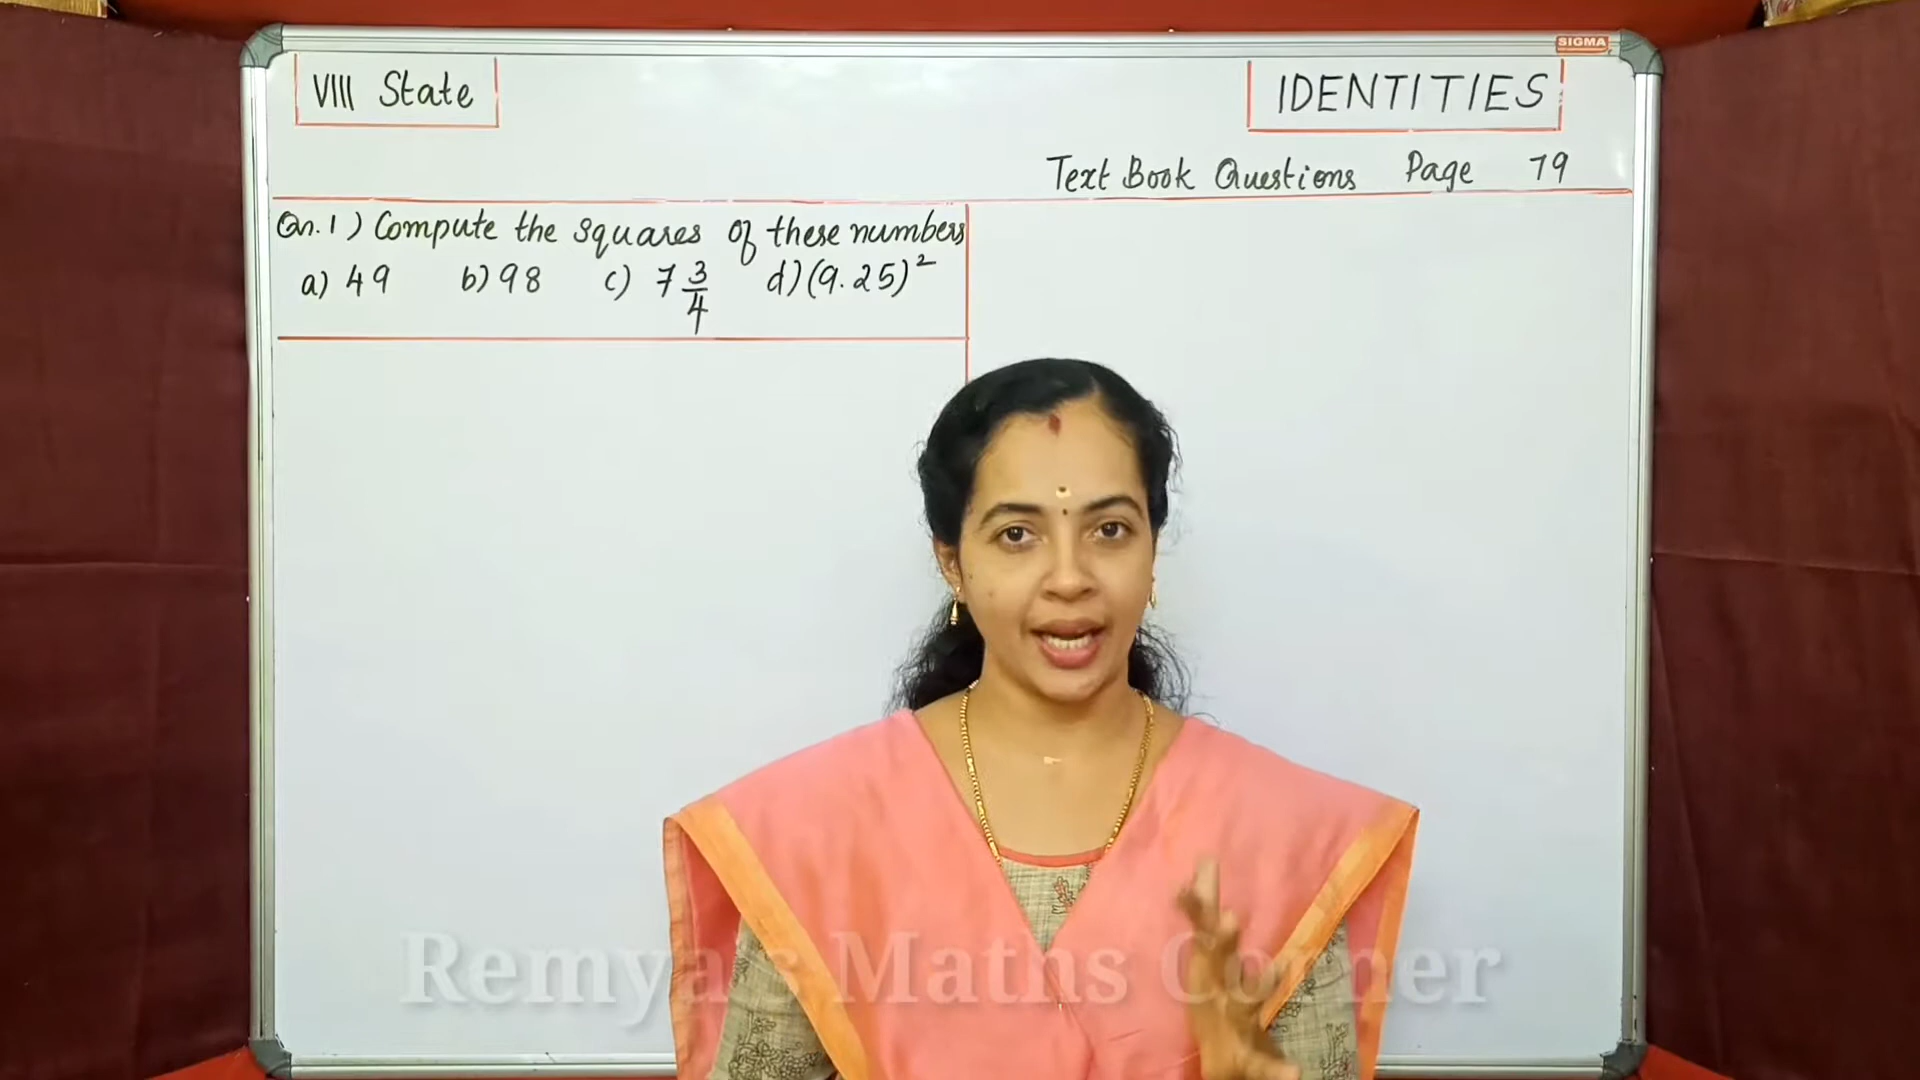 SIGMA
VIII State
IDENTITIES
Text Book Questions Page 79
Qn. 1) Compute the squares of these numbers
a) 49 b) 98 c) 7 3/4 d) (9.25)²
Remya's Maths Corner